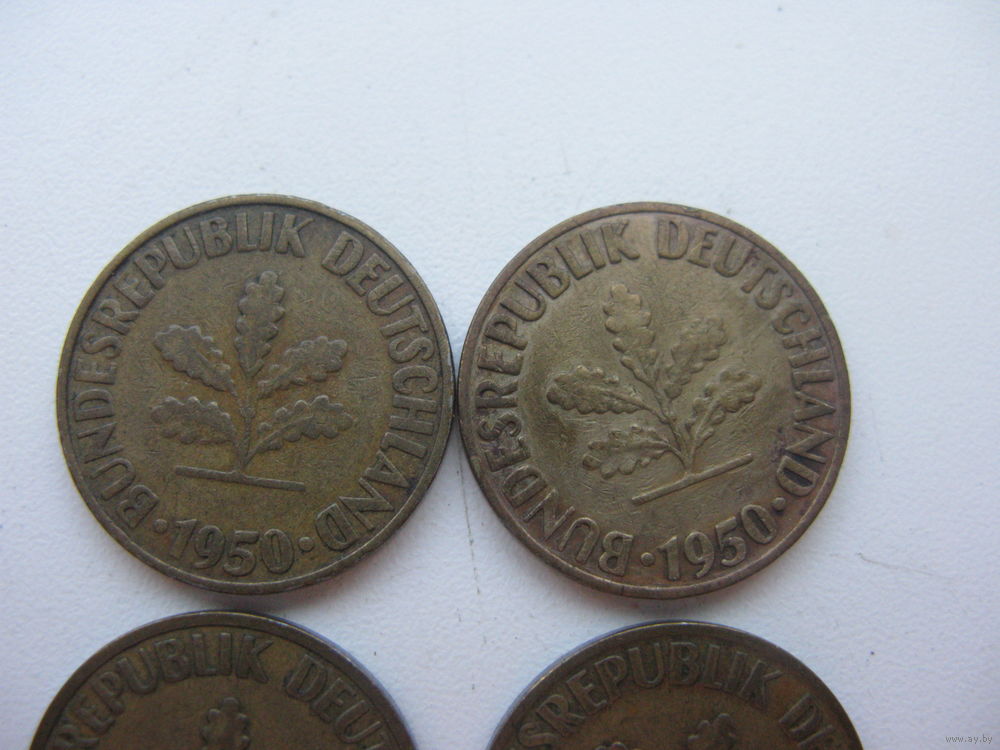 BUNDESREPUBLIK DEUTSCHLAND
·1950·
BUNDESREPUBLIK DEUTSCHLAND
·1950·
REPUBLIK DEUT
SREPUBLIK D
www.ay.by